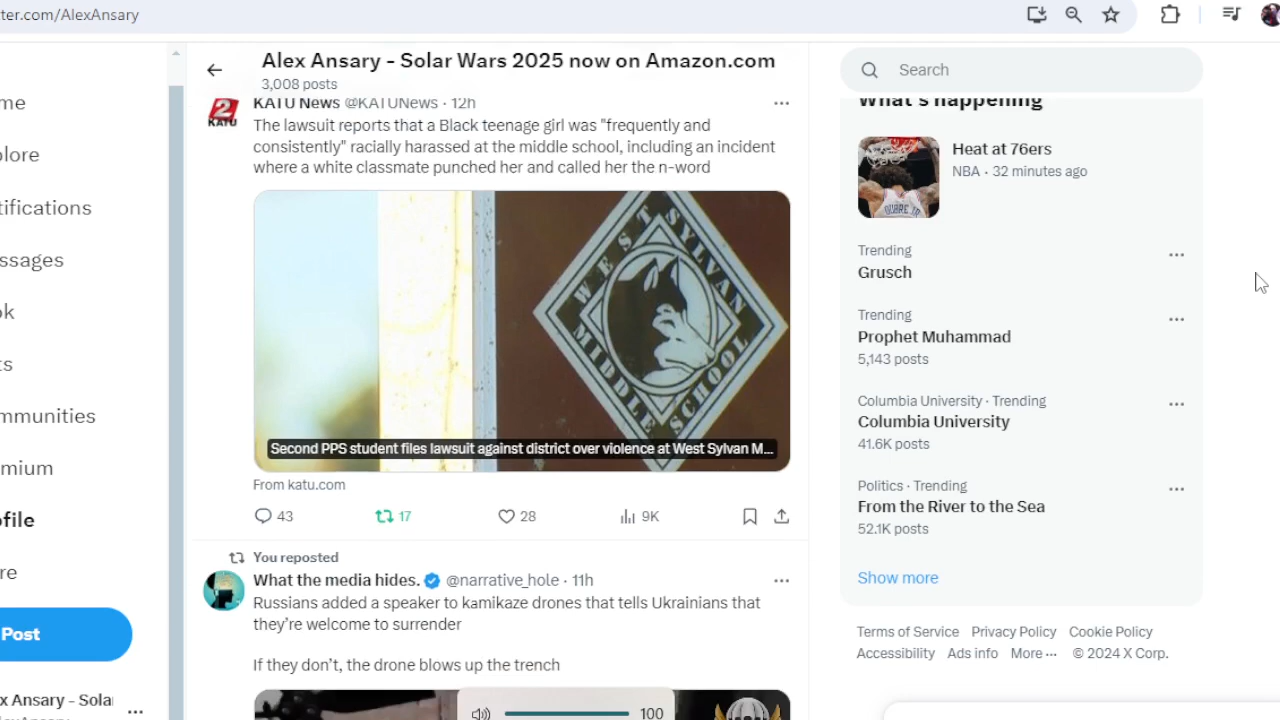 ter.com/AlexAnsary
Alex Ansary - Solar Wars 2025 now on Amazon.com
3,008 posts
me
plore
tifications
ssages
ok
ts
mmunities
mium
ofile
re
Post
x Ansary - Solar
KATU News @KATUNews · 12h
The lawsuit reports that a Black teenage girl was "frequently and
consistently" racially harassed at the middle school, including an incident
where a white classmate punched her and called her the n-word
WEST SYLVAN
MIDDLE SCHOOL
Second PPS student files lawsuit against district over violence at West Sylvan M...
From katu.com
43 17 28 9K
You reposted
What the media hides. @narrative_hole · 11h
Russians added a speaker to kamikaze drones that tells Ukrainians that
they're welcome to surrender
If they don't, the drone blows up the trench
100
Search
What's happening
Heat at 76ers
NBA · 32 minutes ago
Trending
Grusch
Trending
Prophet Muhammad
5,143 posts
Columbia University · Trending
Columbia University
41.6K posts
Politics · Trending
From the River to the Sea
52.1K posts
Show more
Terms of Service Privacy Policy Cookie Policy
Accessibility Ads info More ··· © 2024 X Corp.